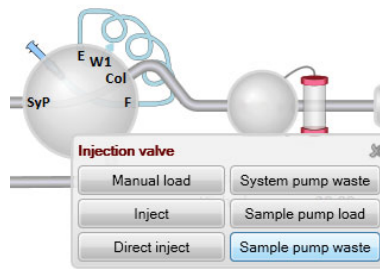 E W1
Col
SyP F
Injection valve
Manual load System pump waste
Inject Sample pump load
Direct inject Sample pump waste